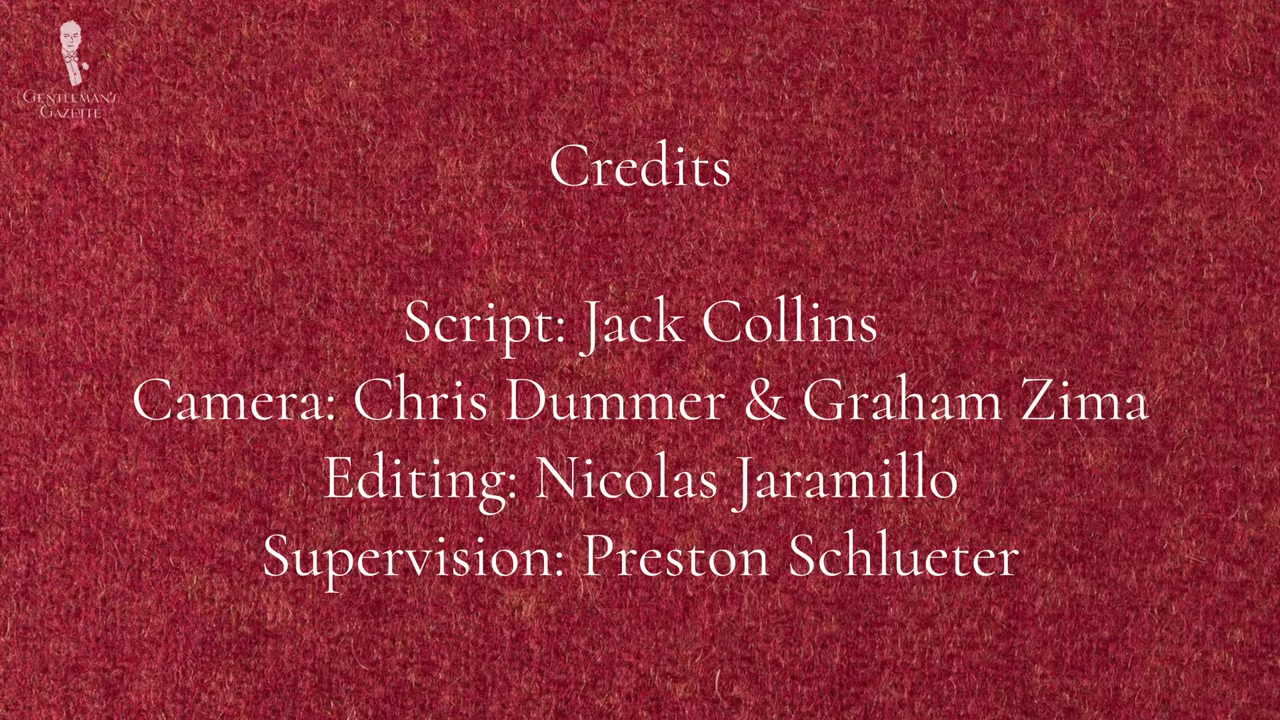 GENTLEMAN'S
GAZETTE
Credits
Script: Jack Collins
Camera: Chris Dummer & Graham Zima
Editing: Nicolas Jaramillo
Supervision: Preston Schlueter